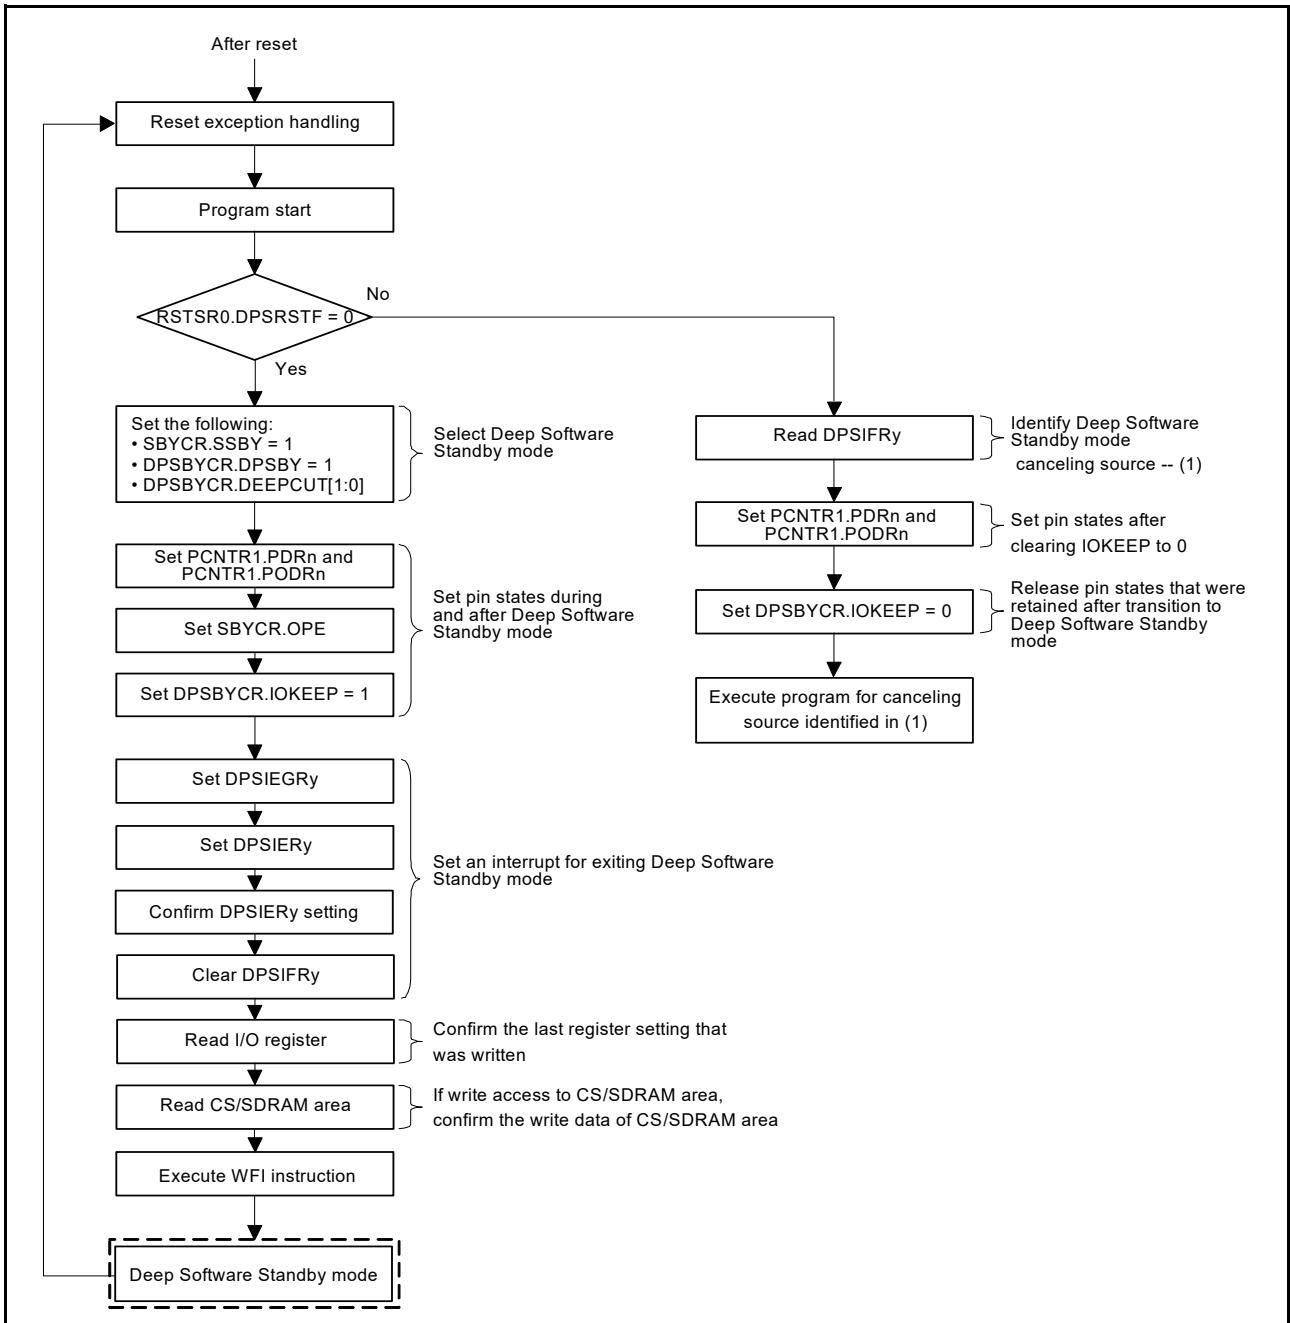 After reset
Reset exception handling
Program start
RSTSR0.DPSRSTF = 0
No
Yes
Set the following:
• SBYCR.SSBY = 1
• DPSBYCR.DPSBY = 1
• DPSBYCR.DEEPCUT[1:0]
Select Deep Software
Standby mode
Set PCNTR1.PDRn and
PCNTR1.PODRn
Set SBYCR.OPE
Set DPSBYCR.IOKEEP = 1
Set pin states during
and after Deep Software
Standby mode
Set DPSIEGRy
Set DPSIERy
Confirm DPSIERy setting
Clear DPSIFRy
Set an interrupt for exiting Deep Software
Standby mode
Read I/O register
Confirm the last register setting that
was written
Read CS/SDRAM area
If write access to CS/SDRAM area,
confirm the write data of CS/SDRAM area
Execute WFI instruction
Deep Software Standby mode
Read DPSIFRy
Identify Deep Software
Standby mode
canceling source -- (1)
Set PCNTR1.PDRn and
PCNTR1.PODRn
Set pin states after
clearing IOKEEP to 0
Set DPSBYCR.IOKEEP = 0
Release pin states that were
retained after transition to
Deep Software Standby
mode
Execute program for canceling
source identified in (1)